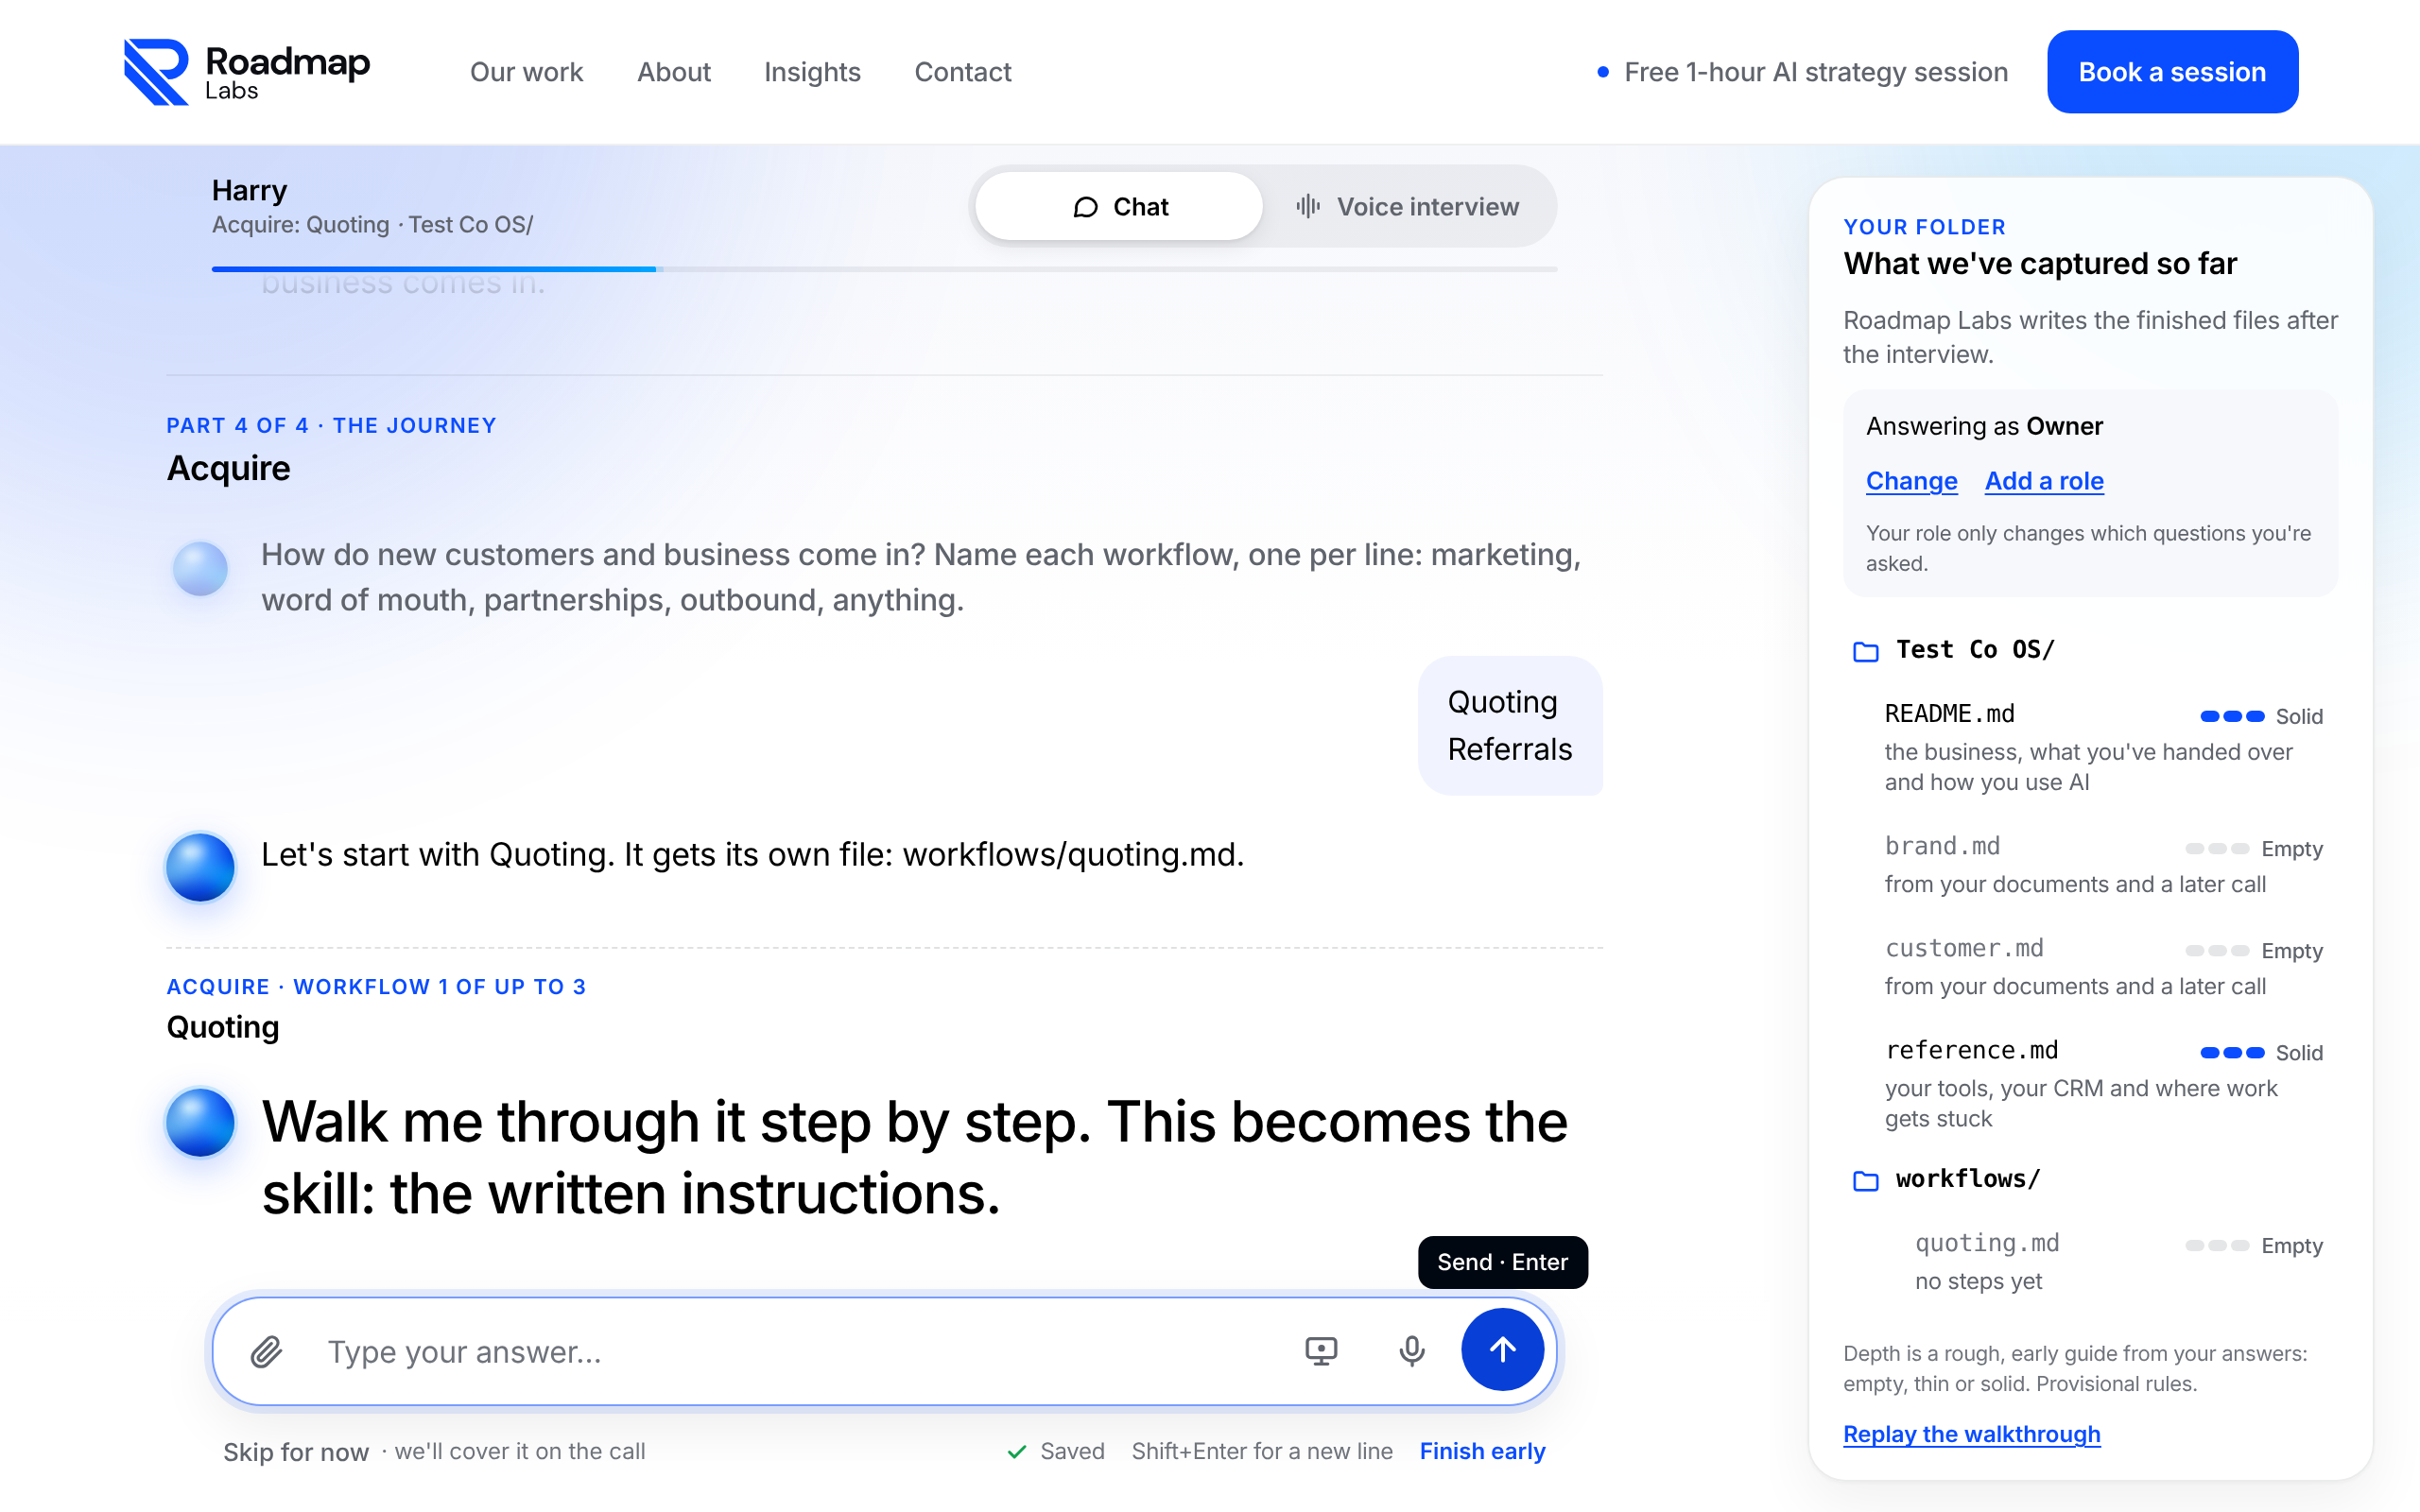 Roadmap
Labs
Our work
About
Insights
Contact
Free 1-hour AI strategy session
Book a session
Harry
Acquire: Quoting · Test Co OS/
Chat
Voice interview
business comes in.
PART 4 OF 4 · THE JOURNEY
Acquire
How do new customers and business come in? Name each workflow, one per line: marketing,
word of mouth, partnerships, outbound, anything.
Quoting
Referrals
Let's start with Quoting. It gets its own file: workflows/quoting.md.
ACQUIRE · WORKFLOW 1 OF UP TO 3
Quoting
Walk me through it step by step. This becomes the
skill: the written instructions.
Send · Enter
Type your answer...
Skip for now · we'll cover it on the call
Saved
Shift+Enter for a new line
Finish early
YOUR FOLDER
What we've captured so far
Roadmap Labs writes the finished files after
the interview.
Answering as Owner
Change
Add a role
Your role only changes which questions you're
asked.
Test Co OS/
README.md
Solid
the business, what you've handed over
and how you use AI
brand.md
Empty
from your documents and a later call
customer.md
Empty
from your documents and a later call
reference.md
Solid
your tools, your CRM and where work
gets stuck
workflows/
quoting.md
Empty
no steps yet
Depth is a rough, early guide from your answers:
empty, thin or solid. Provisional rules.
Replay the walkthrough